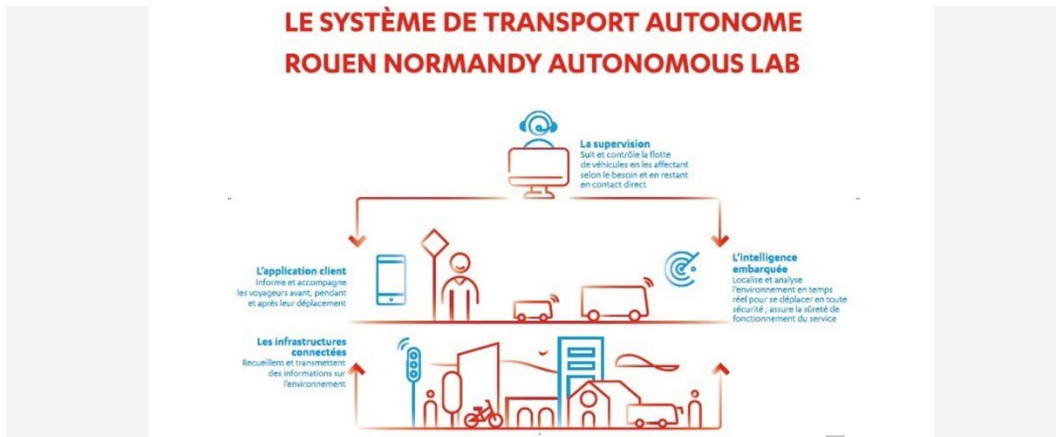 LE SYSTÈME DE TRANSPORT AUTONOME
ROUEN NORMANDY AUTONOMOUS LAB
La supervision
Suit et contrôle la flotte
de véhicules en les affectant
selon le besoin et en restant
en contact direct
L'application client
Informe et accompagne
les voyageurs avant, pendant
et après leur déplacement
L'intelligence
embarquée
Localise et analyse
l'environnement en temps
réel pour se déplacer en toute
sécurité ; assure la sûreté de
fonctionnement du service
Les infrastructures
connectées
Recueillent et transmettent
des informations sur
l'environnement